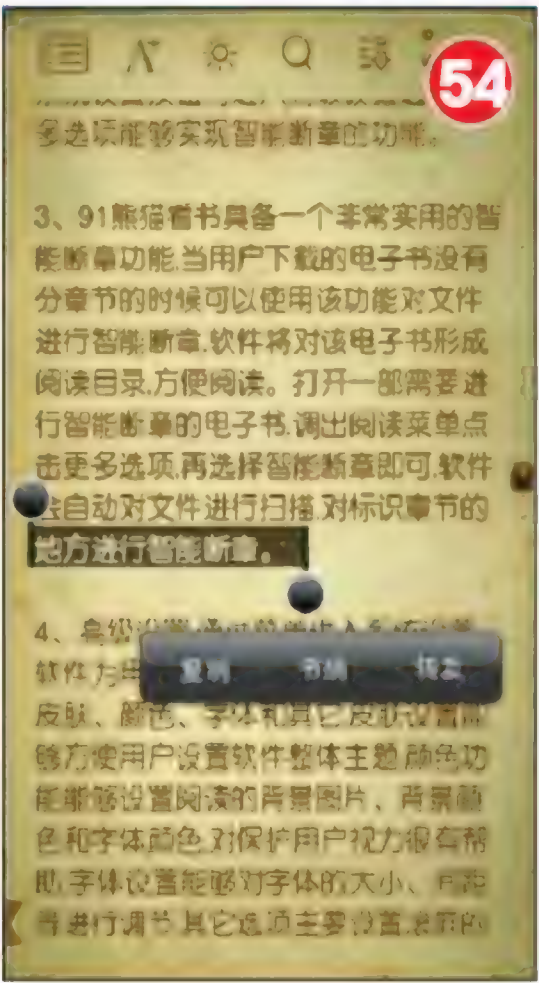 54
多选项能够实现智能断章的功能。
3、91熊猫看书具备一个非常实用的智
能断章功能,当用户下载的电子书没有
分章节的时候可以使用该功能对文件
进行智能断章,软件将对该电子书形成
阅读目录,方便阅读。打开一部需要进
行智能断章的电子书,调出阅读菜单点
击更多选项,再选择智能断章即可,软件
会自动对文件进行扫描,对标识章节的
地方进行智能断章。
4、高级设置
复制
软件为用
皮肤、颜色、字体和其它皮肤设置能
够方便用户设置软件整体主题,颜色功
能能够设置阅读的背景图片、背景颜
色和字体颜色,对保护用户视力很有帮
助,字体设置能够对字体的大小、
进行调节,其它选项主要设置